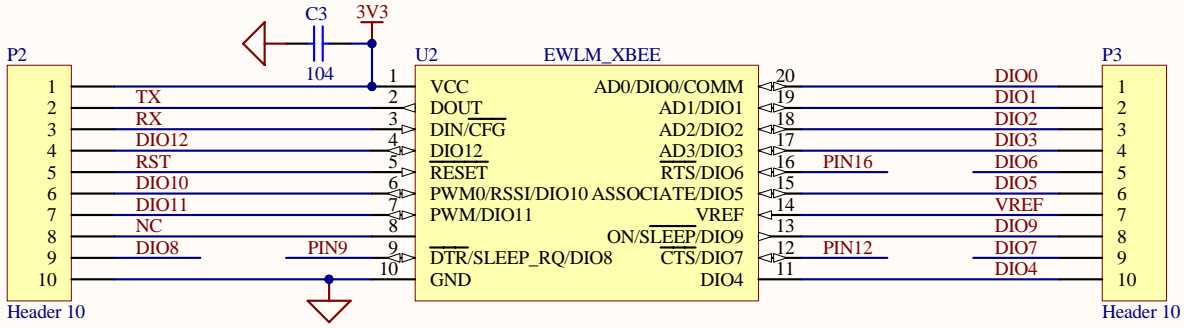 C3 3V3
P2 104 U2 EWLM_XBEE P3
1 1 VCC AD0/DIO0/COMM 20 DIO0 1
2 TX 2 DOUT AD1/DIO1 19 DIO1 2
3 RX 3 DIN/CFG AD2/DIO2 18 DIO2 3
4 DIO12 4 DIO12 AD3/DIO3 17 DIO3 4
5 RST 5 RESET RTS/DIO6 16 PIN16 DIO6 5
6 DIO10 6 PWM0/RSSI/DIO10 ASSOCIATE/DIO5 15 DIO5 6
7 DIO11 7 PWM/DIO11 VREF 14 VREF 7
8 NC 8 ON/SLEEP/DIO9 13 DIO9 8
9 DIO8 PIN9 9 DTR/SLEEP_RQ/DIO8 CTS/DIO7 12 PIN12 DIO7 9
10 10 GND DIO4 11 DIO4 10
Header 10 Header 10